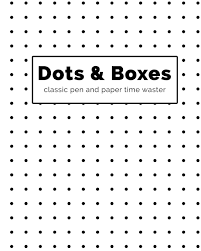 Dots & Boxes
classic pen and paper time waster